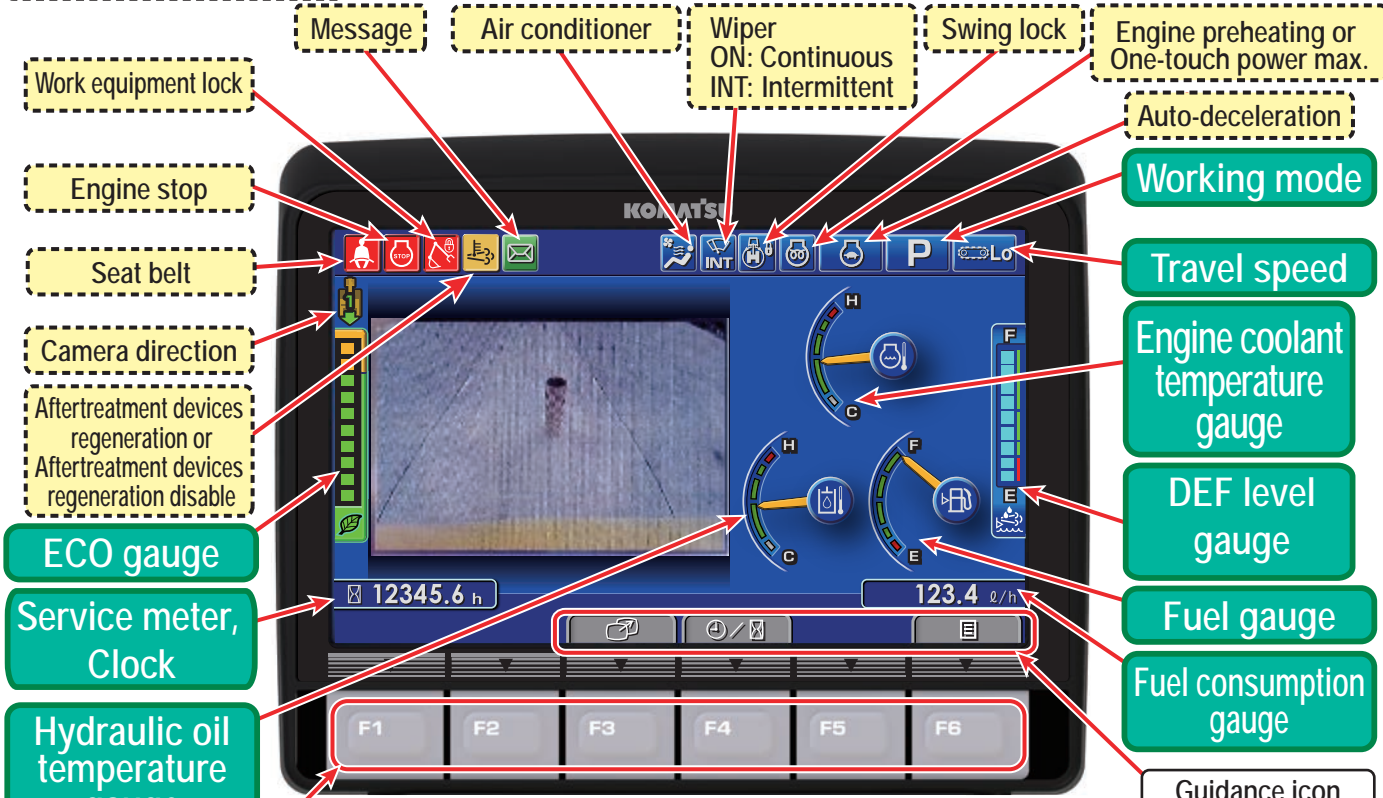 Message
Air conditioner
Wiper
ON: Continuous
INT: Intermittent
Swing lock
Engine preheating or
One-touch power max.
Work equipment lock
Auto-deceleration
Engine stop
Working mode
Seat belt
Travel speed
Camera direction
Engine coolant
temperature
gauge
Aftertreatment devices
regeneration or
Aftertreatment devices
regeneration disable
DEF level
gauge
ECO gauge
Fuel gauge
Service meter,
Clock
Fuel consumption
gauge
Hydraulic oil
temperature
Guidance icon
KOMATSU
STOP
INT
P
Lo
1
H
C
F
E
H
C
F
E
12345.6 h
123.4 ℓ/h
F1
F2
F3
F4
F5
F6